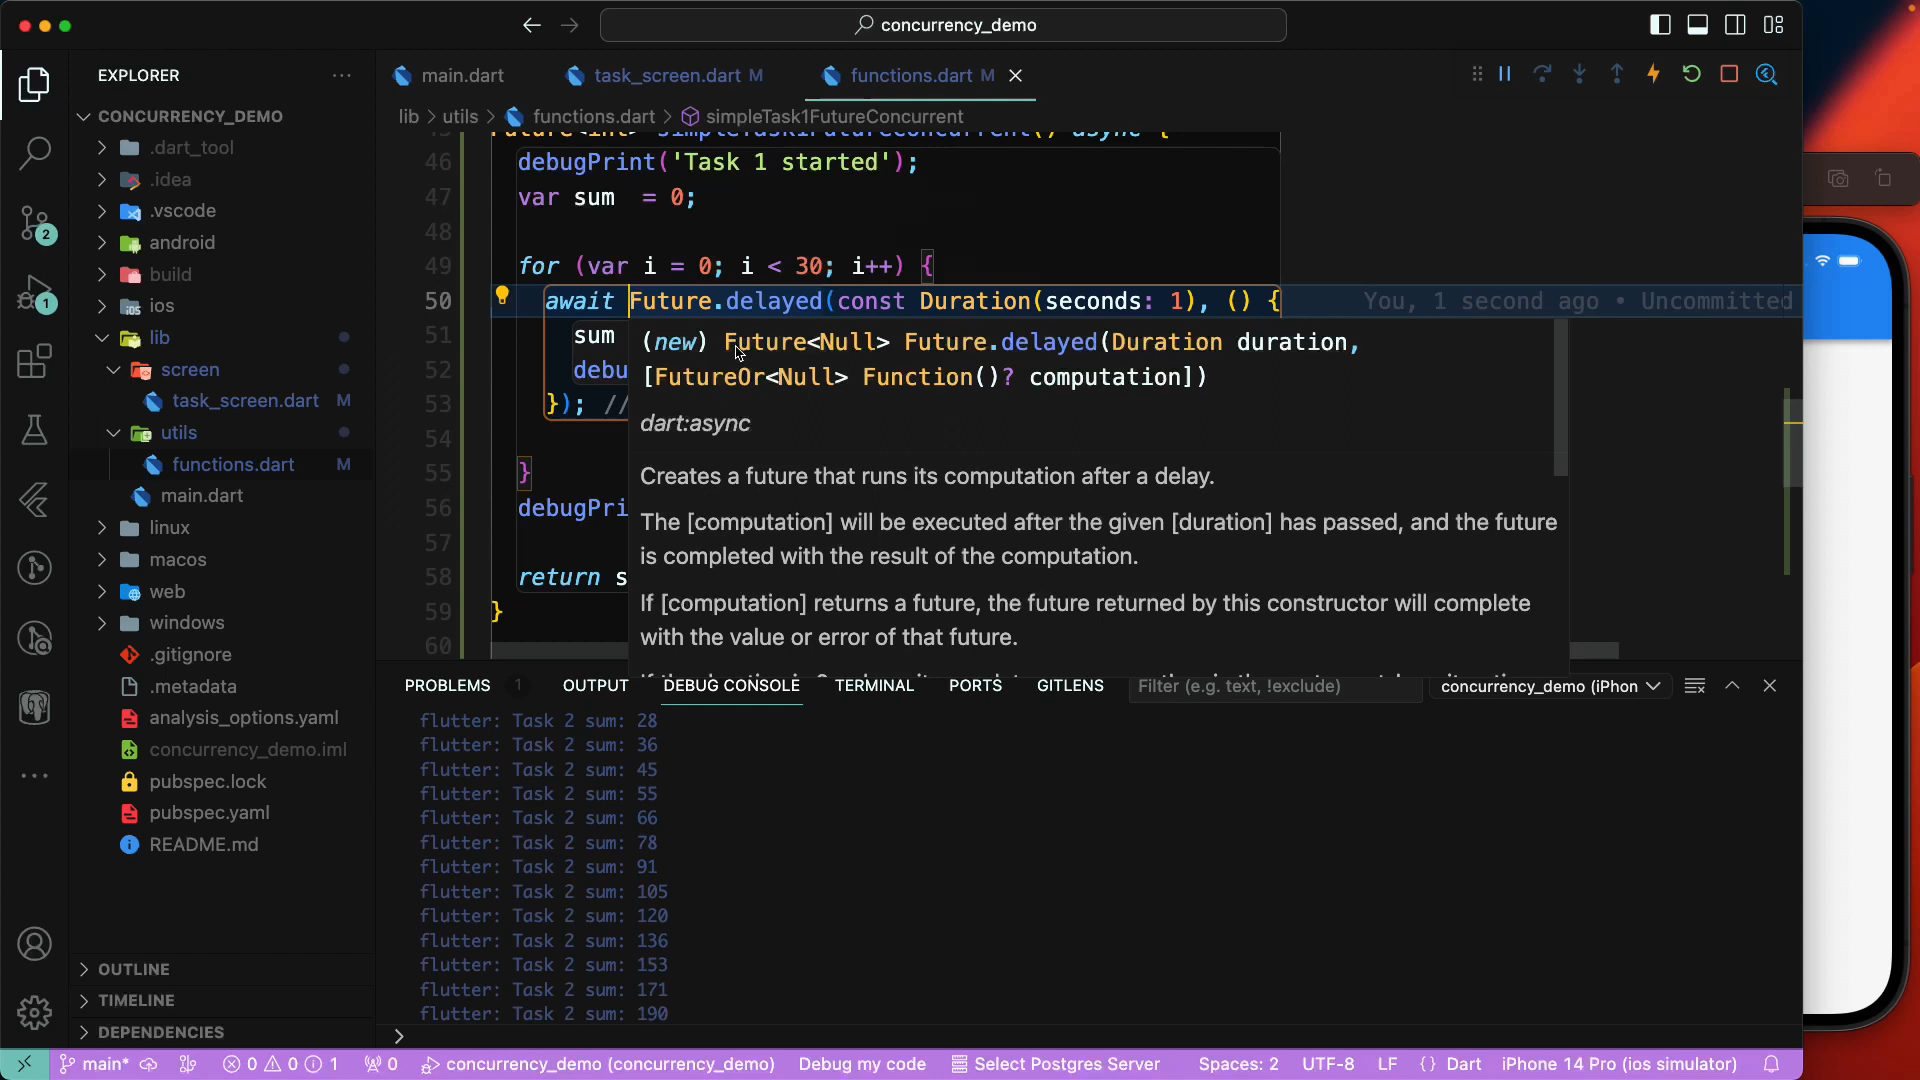 concurrency_demo
EXPLORER
CONCURRENCY_DEMO
.dart_tool
.idea
.vscode
android
build
ios
lib
screen
task_screen.dart M
utils
functions.dart M
main.dart
linux
macos
web
windows
.gitignore
.metadata
analysis_options.yaml
concurrency_demo.iml
pubspec.lock
pubspec.yaml
README.md
OUTLINE
TIMELINE
DEPENDENCIES
2
1
main.dart
task_screen.dart M
functions.dart M
lib > utils > functions.dart > simpleTask1FutureConcurrent
Future<int> simpleTask1FutureConcurrent() async {
46 debugPrint('Task 1 started');
47 var sum = 0;
48
49 for (var i = 0; i < 30; i++) {
50 await Future.delayed(const Duration(seconds: 1), () { You, 1 second ago • Uncommitted
51 sum
52 debu
53 }); //
54
55 }
56 debugPri
57
58 return s
59 }
60
(new) Future<Null> Future.delayed(Duration duration,
[FutureOr<Null> Function()? computation])
dart:async
Creates a future that runs its computation after a delay.
The [computation] will be executed after the given [duration] has passed, and the future
is completed with the result of the computation.
If [computation] returns a future, the future returned by this constructor will complete
with the value or error of that future.
PROBLEMS 1 OUTPUT DEBUG CONSOLE TERMINAL PORTS GITLENS Filter (e.g. text, !exclude) concurrency_demo (iPhon
flutter: Task 2 sum: 28
flutter: Task 2 sum: 36
flutter: Task 2 sum: 45
flutter: Task 2 sum: 55
flutter: Task 2 sum: 66
flutter: Task 2 sum: 78
flutter: Task 2 sum: 91
flutter: Task 2 sum: 105
flutter: Task 2 sum: 120
flutter: Task 2 sum: 136
flutter: Task 2 sum: 153
flutter: Task 2 sum: 171
flutter: Task 2 sum: 190
main* 0 0 1 0 concurrency_demo (concurrency_demo) Debug my code Select Postgres Server Spaces: 2 UTF-8 LF {} Dart iPhone 14 Pro (ios simulator)